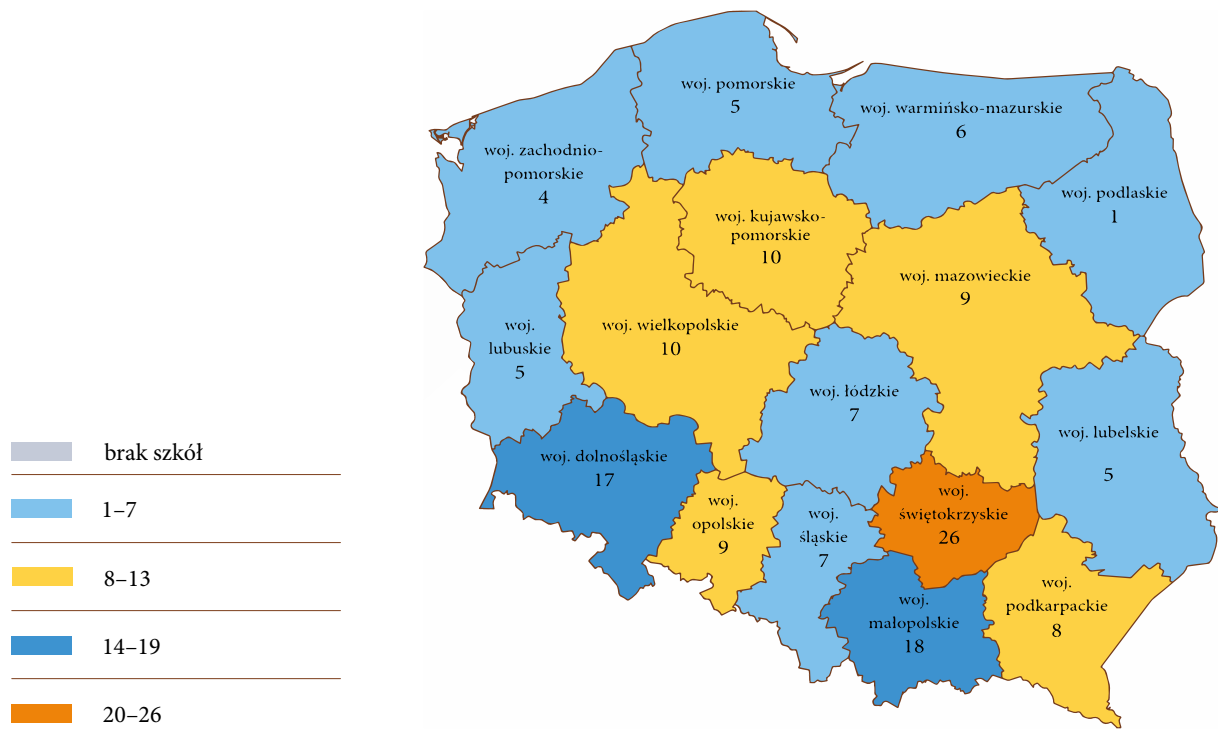 woj. pomorskie
5
woj. warmińsko-mazurskie
6
woj. zachodnio-
pomorskie
4
woj. podlaskie
1
woj. kujawsko-
pomorskie
10
woj. mazowieckie
9
woj. wielkopolskie
10
woj.
lubuskie
5
woj. łódzkie
7
woj. lubelskie
5
woj. dolnośląskie
17
woj.
opolskie
9
woj.
śląskie
7
woj.
świętokrzyskie
26
woj.
małopolskie
18
woj.
podkarpackie
8
brak szkół
1–7
8–13
14–19
20–26